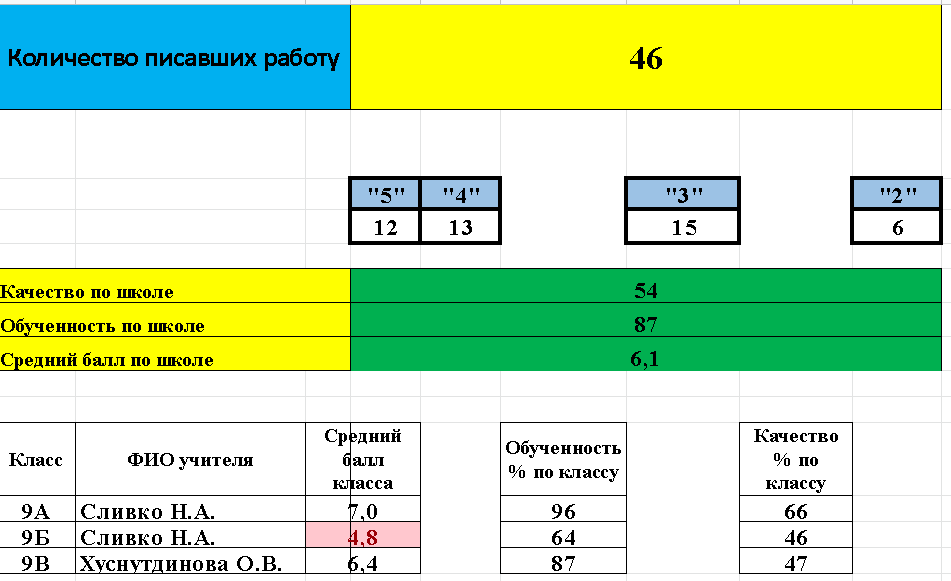 Количество писавших работу 46
"5" "4" "3" "2"
12 13 15 6
Качество по школе 54
Обученность по школе 87
Средний балл по школе 6,1
Класс ФИО учителя Средний балл класса Обученность % по классу Качество % по классу
9А Сливко Н.А. 7,0 96 66
9Б Сливко Н.А. 4,8 64 46
9В Хуснутдинова О.В. 6,4 87 47